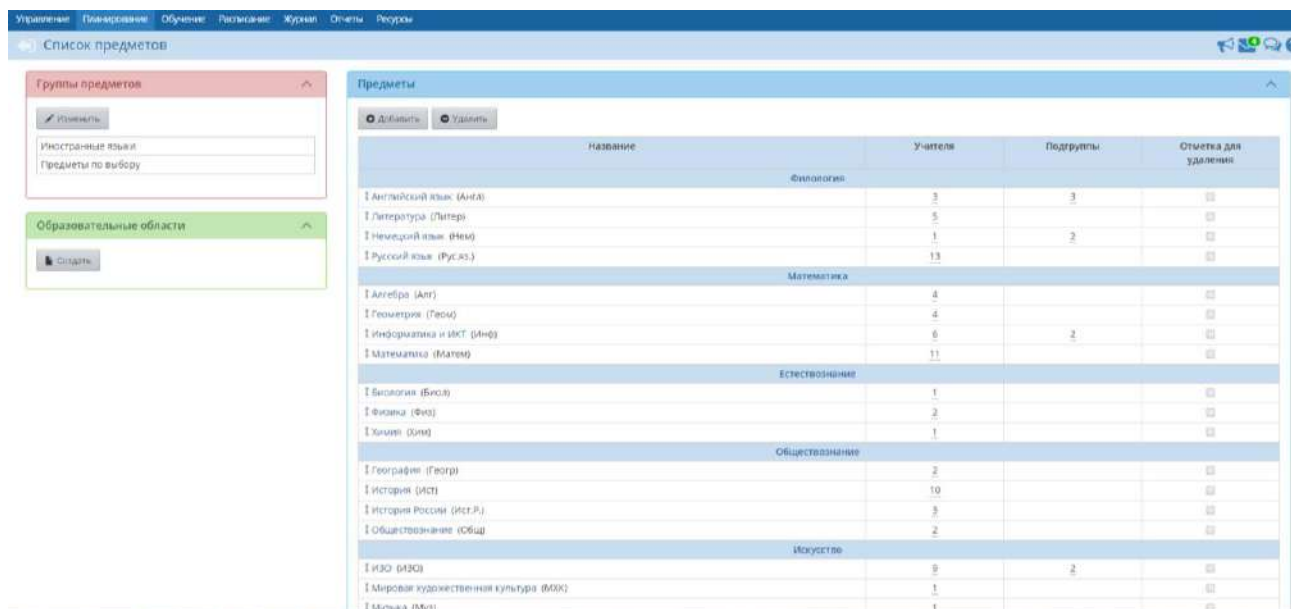 Управление Планирование Обучение Расписание Журнал Отчеты Ресурсы
Список предметов
Группы предметов
Изменить
Иностранные языки
Предметы по выбору
Образовательные области
Создать
Предметы
Добавить Удалить
Название Учителя Подгруппы Отметка для удаления
Филология
Английский язык (Англ) 3 3
Литература (Литер) 5
Немецкий язык (Нем) 1 2
Русский язык (Рус.яз.) 13
Математика
Алгебра (Алг) 4
Геометрия (Геом) 4
Информатика и ИКТ (Инф) 6 2
Математика (Матем) 11
Естествознание
Биология (Биол) 1
Физика (Физ) 2
Химия (Хим) 1
Обществознание
География (Геогр) 2
История (Ист) 10
История России (Ист.Р.) 3
Обществознание (Общ) 2
Искусство
ИЗО (ИЗО) 9 2
Мировая художественная культура (МХК) 1
Музыка (Муз) 1